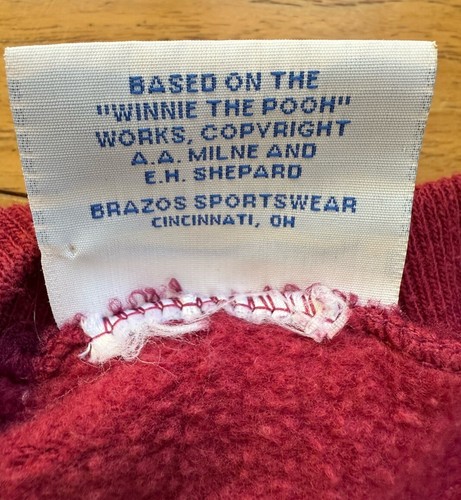 BASED ON THE
"WINNIE THE POOH"
WORKS, COPYRIGHT
A.A. MILNE AND
E.H. SHEPARD
BRAZOS SPORTSWEAR
CINCINNATI, OH